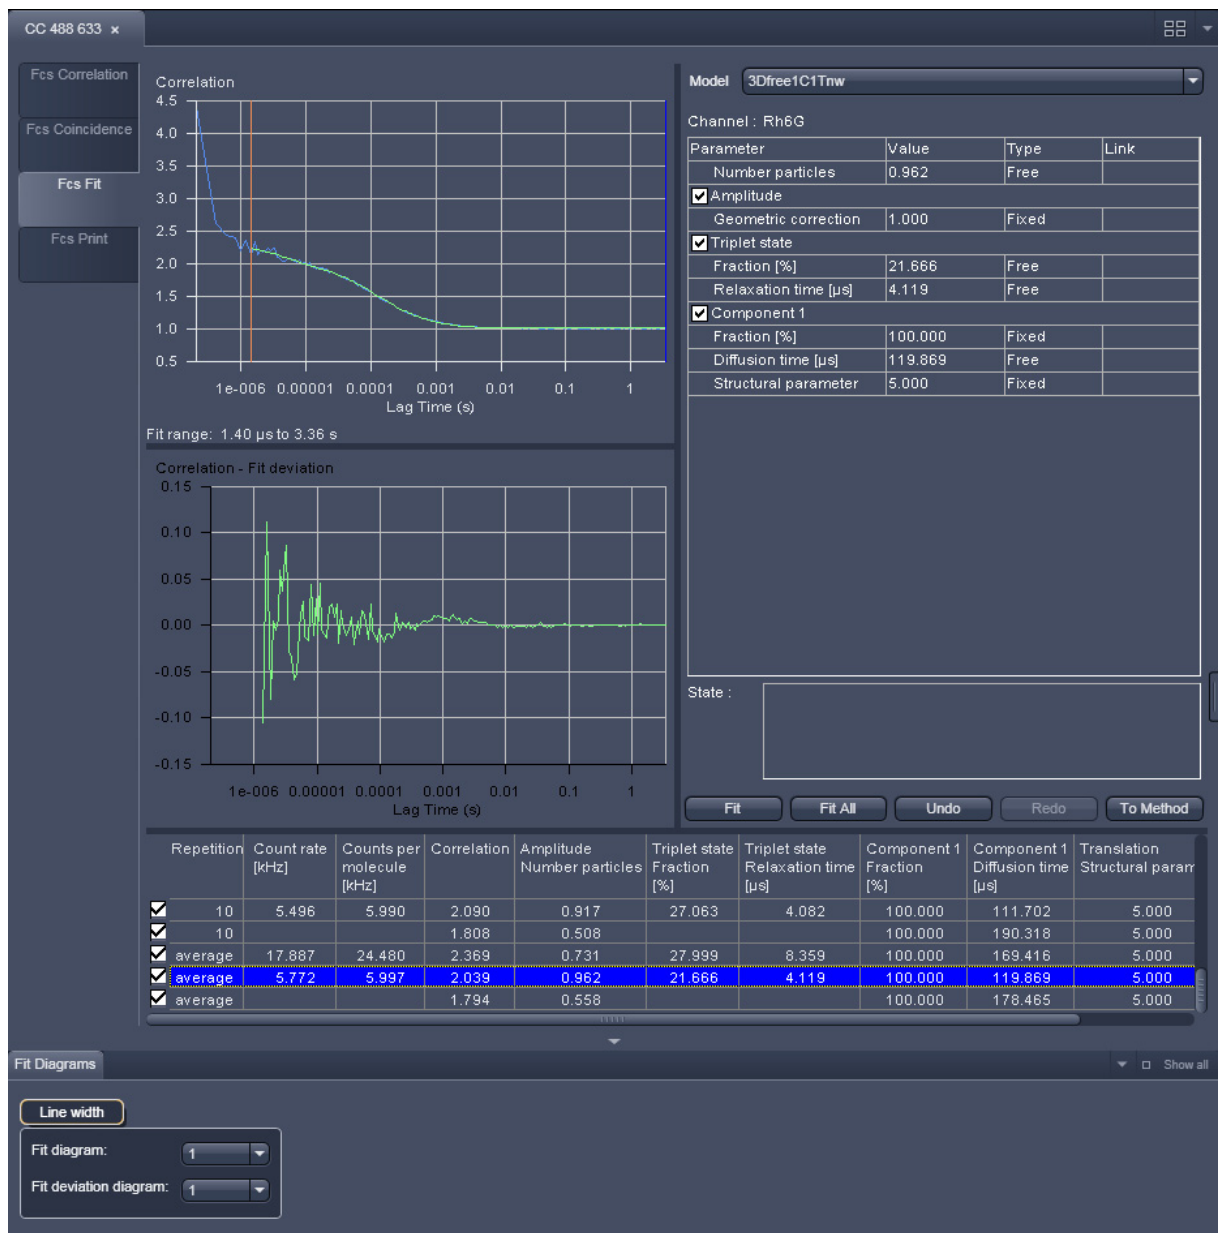 CC 488 633 ×
Fcs Correlation
Fcs Coincidence
Fcs Fit
Fcs Print
Correlation
4.5
4.0
3.5
3.0
2.5
2.0
1.5
1.0
0.5
1e-006 0.00001 0.0001 0.001 0.01 0.1 1
Lag Time (s)
Fit range: 1.40 µs to 3.36 s
Correlation - Fit deviation
0.15
0.10
0.05
0.00
-0.05
-0.10
-0.15
1e-006 0.00001 0.0001 0.001 0.01 0.1 1
Lag Time (s)
Model 3Dfree1C1Tnw
Channel : Rh6G
Parameter Value Type Link
Number particles 0.962 Free
Amplitude
Geometric correction 1.000 Fixed
Triplet state
Fraction [%] 21.666 Free
Relaxation time [µs] 4.119 Free
Component 1
Fraction [%] 100.000 Fixed
Diffusion time [µs] 119.869 Free
Structural parameter 5.000 Fixed
State :
Fit Fit All Undo Redo To Method
Repetition Count rate Counts per Correlation Amplitude Triplet state Triplet state Component 1 Component 1 Translation
[kHz] molecule Number particles Fraction Relaxation time Fraction Diffusion time Structural param
[kHz] [%] [µs] [%] [µs]
10 5.496 5.990 2.090 0.917 27.063 4.082 100.000 111.702 5.000
10 1.808 0.508 100.000 190.318 5.000
average 17.887 24.480 2.369 0.731 27.999 8.359 100.000 169.416 5.000
average 5.772 5.997 2.039 0.962 21.666 4.119 100.000 119.869 5.000
average 1.794 0.558 100.000 178.465 5.000
Fit Diagrams
Show all
Line width
Fit diagram: 1
Fit deviation diagram: 1